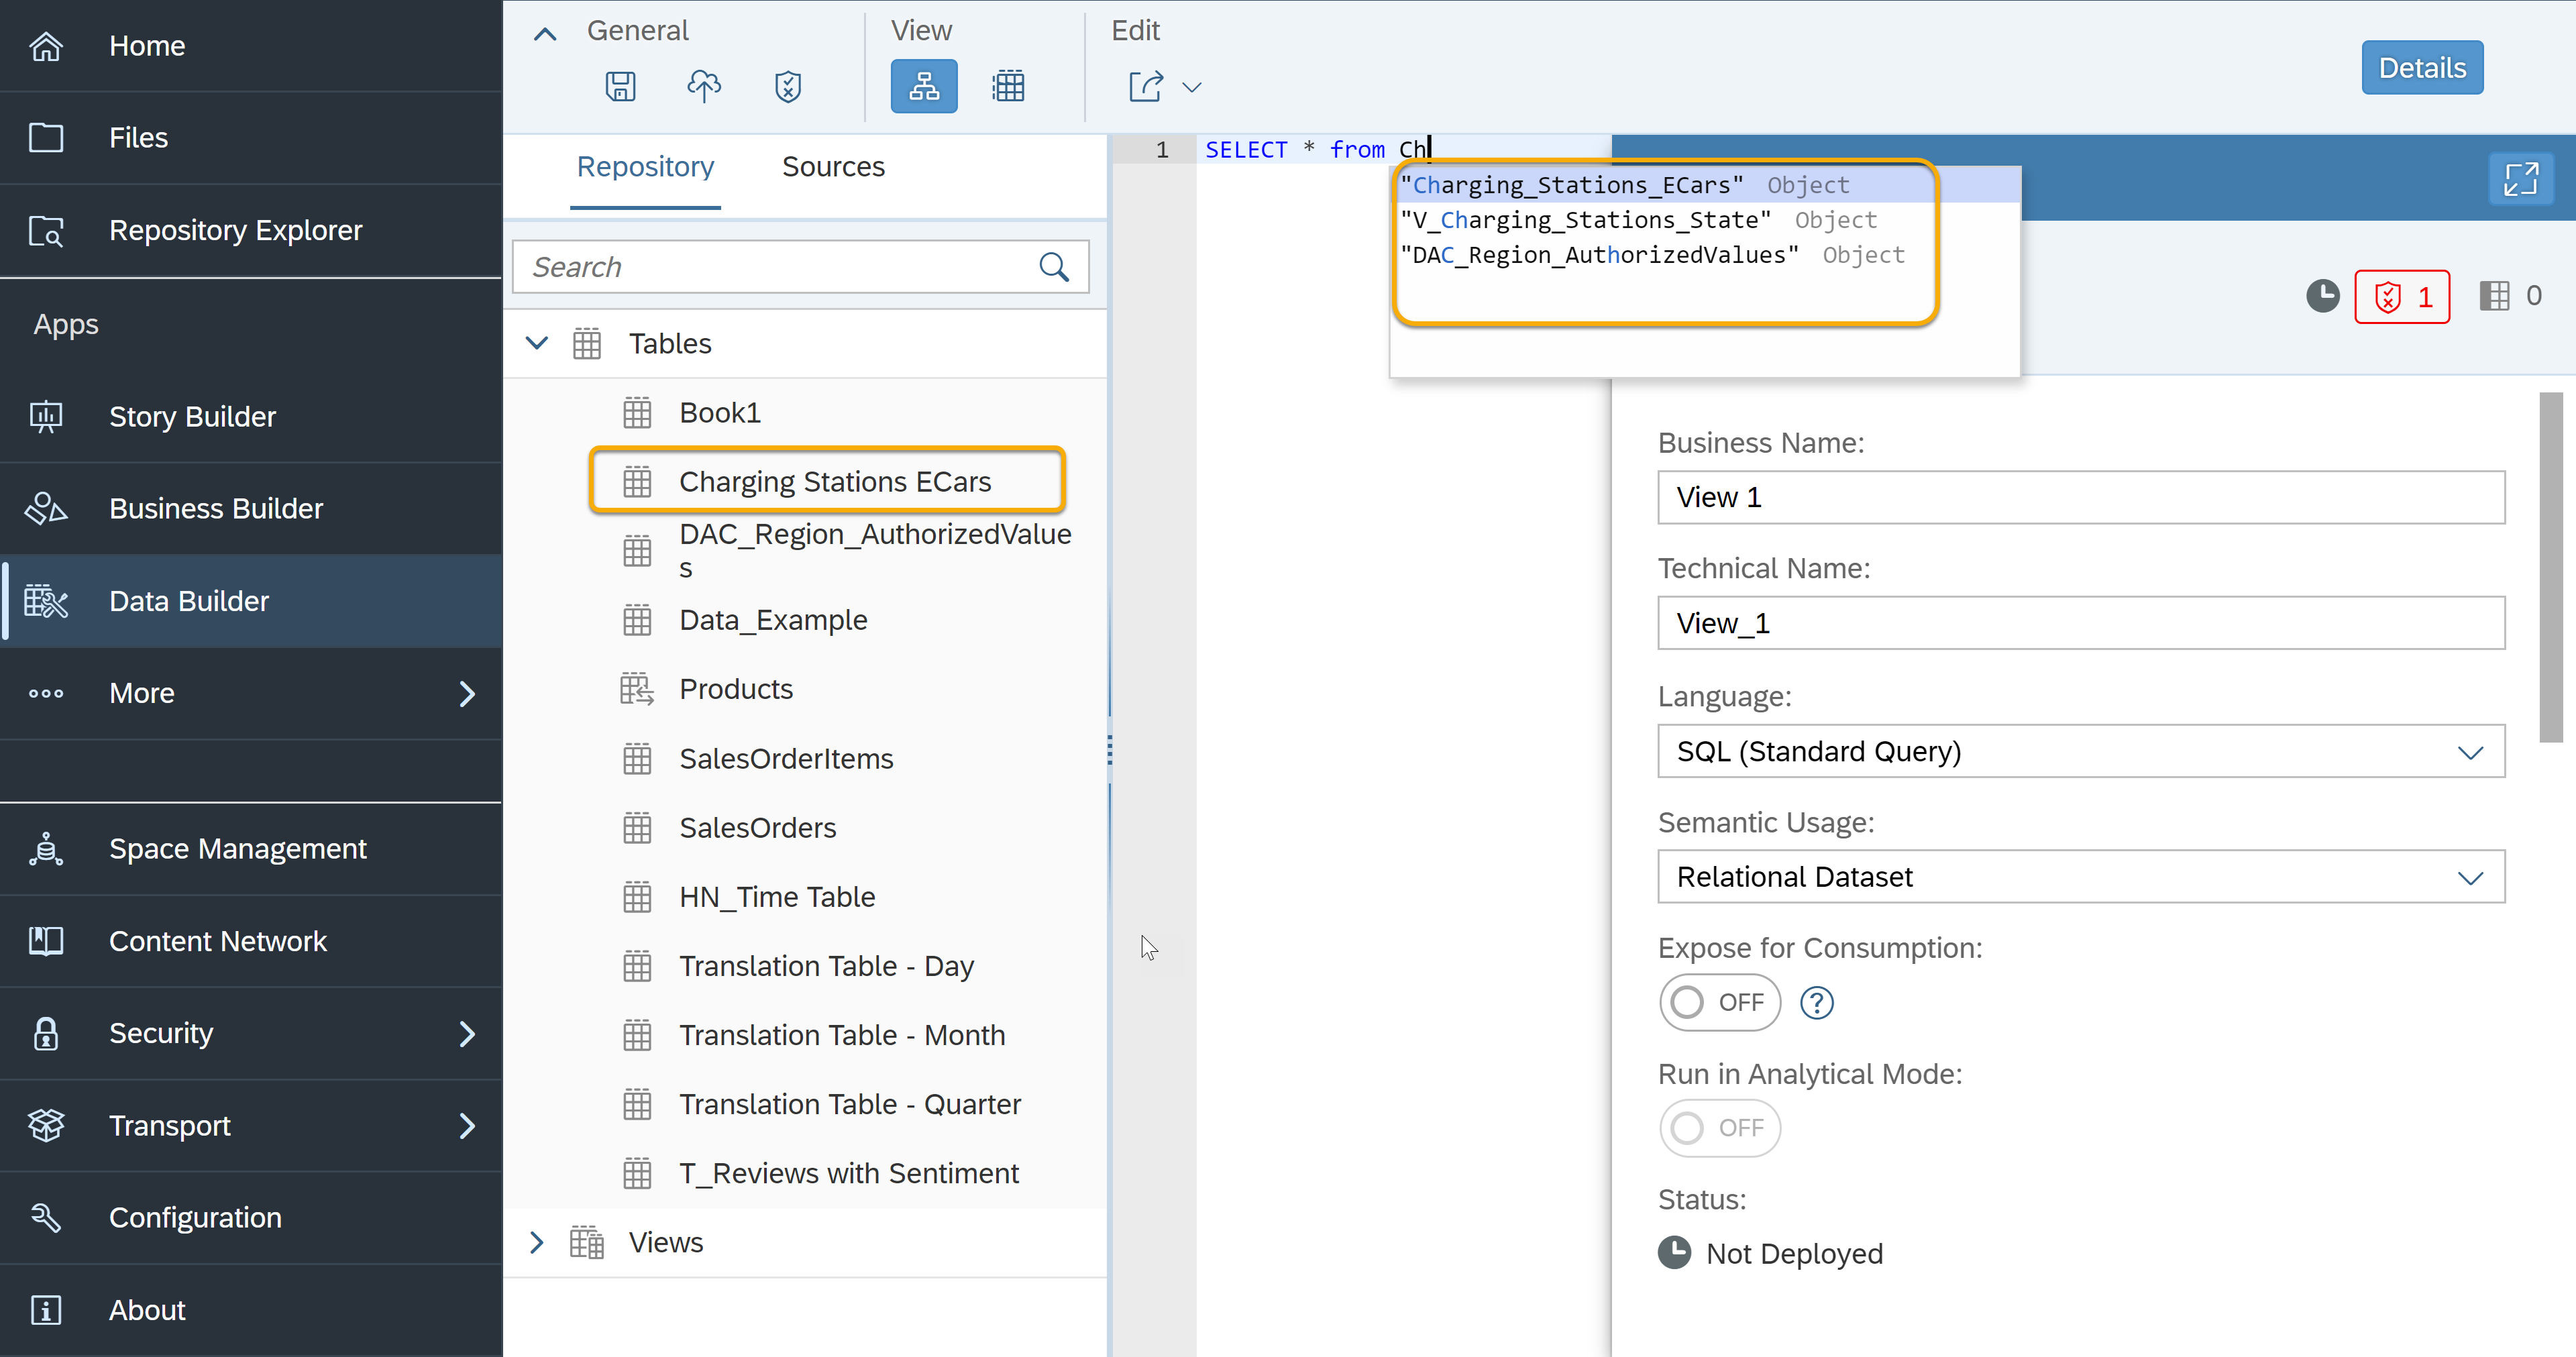 Home
Files
Repository Explorer
Apps
Story Builder
Business Builder
Data Builder
More
Space Management
Content Network
Security
Transport
Configuration
About
General
View
Edit
Details
Repository
Sources
Search
Tables
Book1
Charging Stations ECars
DAC_Region_AuthorizedValue
s
Data_Example
Products
SalesOrderItems
SalesOrders
HN_Time Table
Translation Table - Day
Translation Table - Month
Translation Table - Quarter
T_Reviews with Sentiment
Views
1 SELECT * from Ch
"Charging_Stations_ECars" Object
"V_Charging_Stations_State" Object
"DAC_Region_AuthorizedValues" Object
1
0
Business Name:
View 1
Technical Name:
View_1
Language:
SQL (Standard Query)
Semantic Usage:
Relational Dataset
Expose for Consumption:
OFF ?
Run in Analytical Mode:
OFF
Status:
Not Deployed